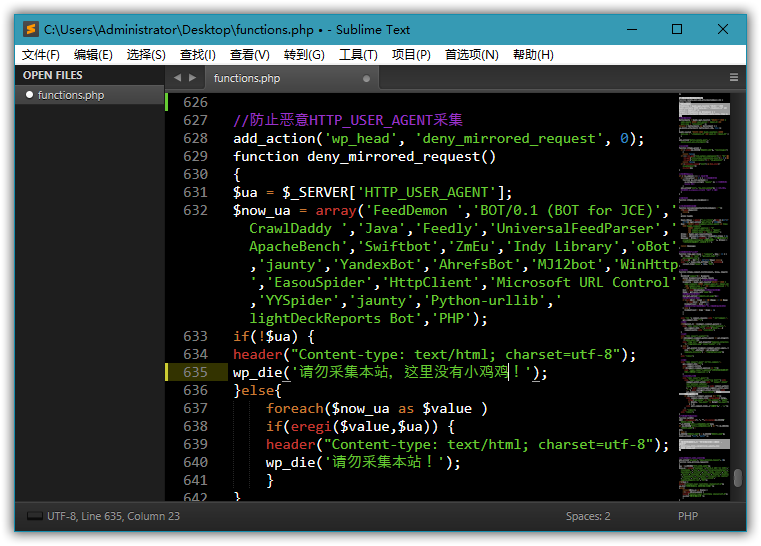 C:\Users\Administrator\Desktop\functions.php • - Sublime Text
文件(F) 编辑(E) 选择(S) 查找(I) 查看(V) 转到(G) 工具(T) 项目(P) 首选项(N) 帮助(H)
OPEN FILES
functions.php
functions.php
626
627 //防止恶意HTTP_USER_AGENT采集
628 add_action('wp_head', 'deny_mirrored_request', 0);
629 function deny_mirrored_request()
630 {
631 $ua = $_SERVER['HTTP_USER_AGENT'];
632 $now_ua = array('FeedDemon ','BOT/0.1 (BOT for JCE)','
CrawlDaddy ','Java','Feedly','UniversalFeedParser','
ApacheBench','Swiftbot','ZmEu','Indy Library','oBot'
,'jaunty','YandexBot','AhrefsBot','MJ12bot','WinHttp
','EasouSpider','HttpClient','Microsoft URL Control'
,'YYSpider','jaunty','Python-urllib','
lightDeckReports Bot','PHP');
633 if(!$ua) {
634 header("Content-type: text/html; charset=utf-8");
635 wp_die('请勿采集本站，这里没有小鸡鸡！');
636 }else{
637 foreach($now_ua as $value )
638 if(eregi($value,$ua)) {
639 header("Content-type: text/html; charset=utf-8");
640 wp_die('请勿采集本站！');
641 }
642 }
UTF-8, Line 635, Column 23 Spaces: 2 PHP